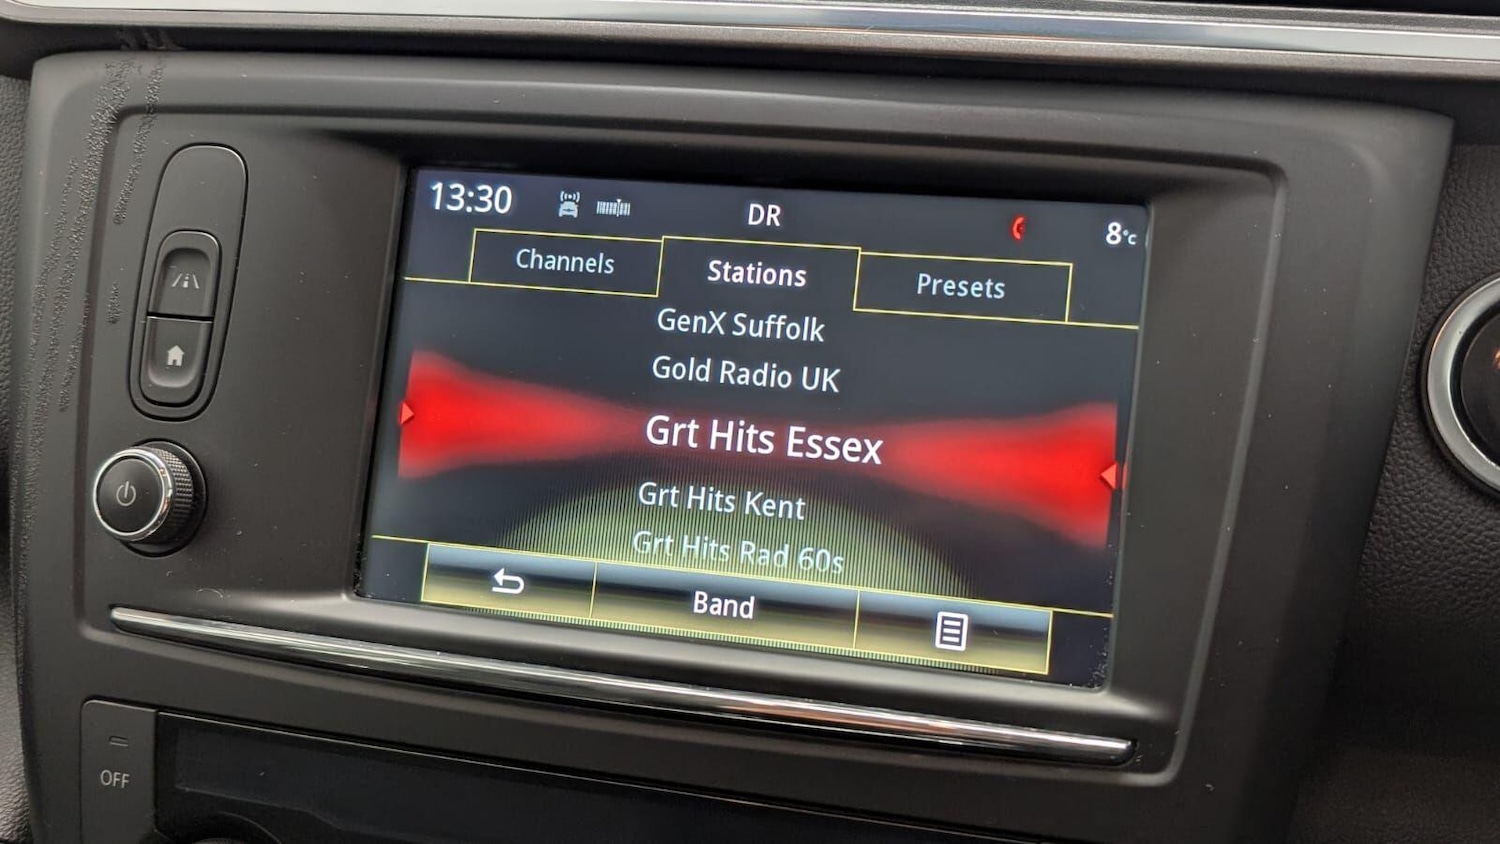 13:30 DR 8°C
Channels Stations Presets
GenX Suffolk
Gold Radio UK
Grt Hits Essex
Grt Hits Kent
Grt Hits Rad 60s
Band
OFF